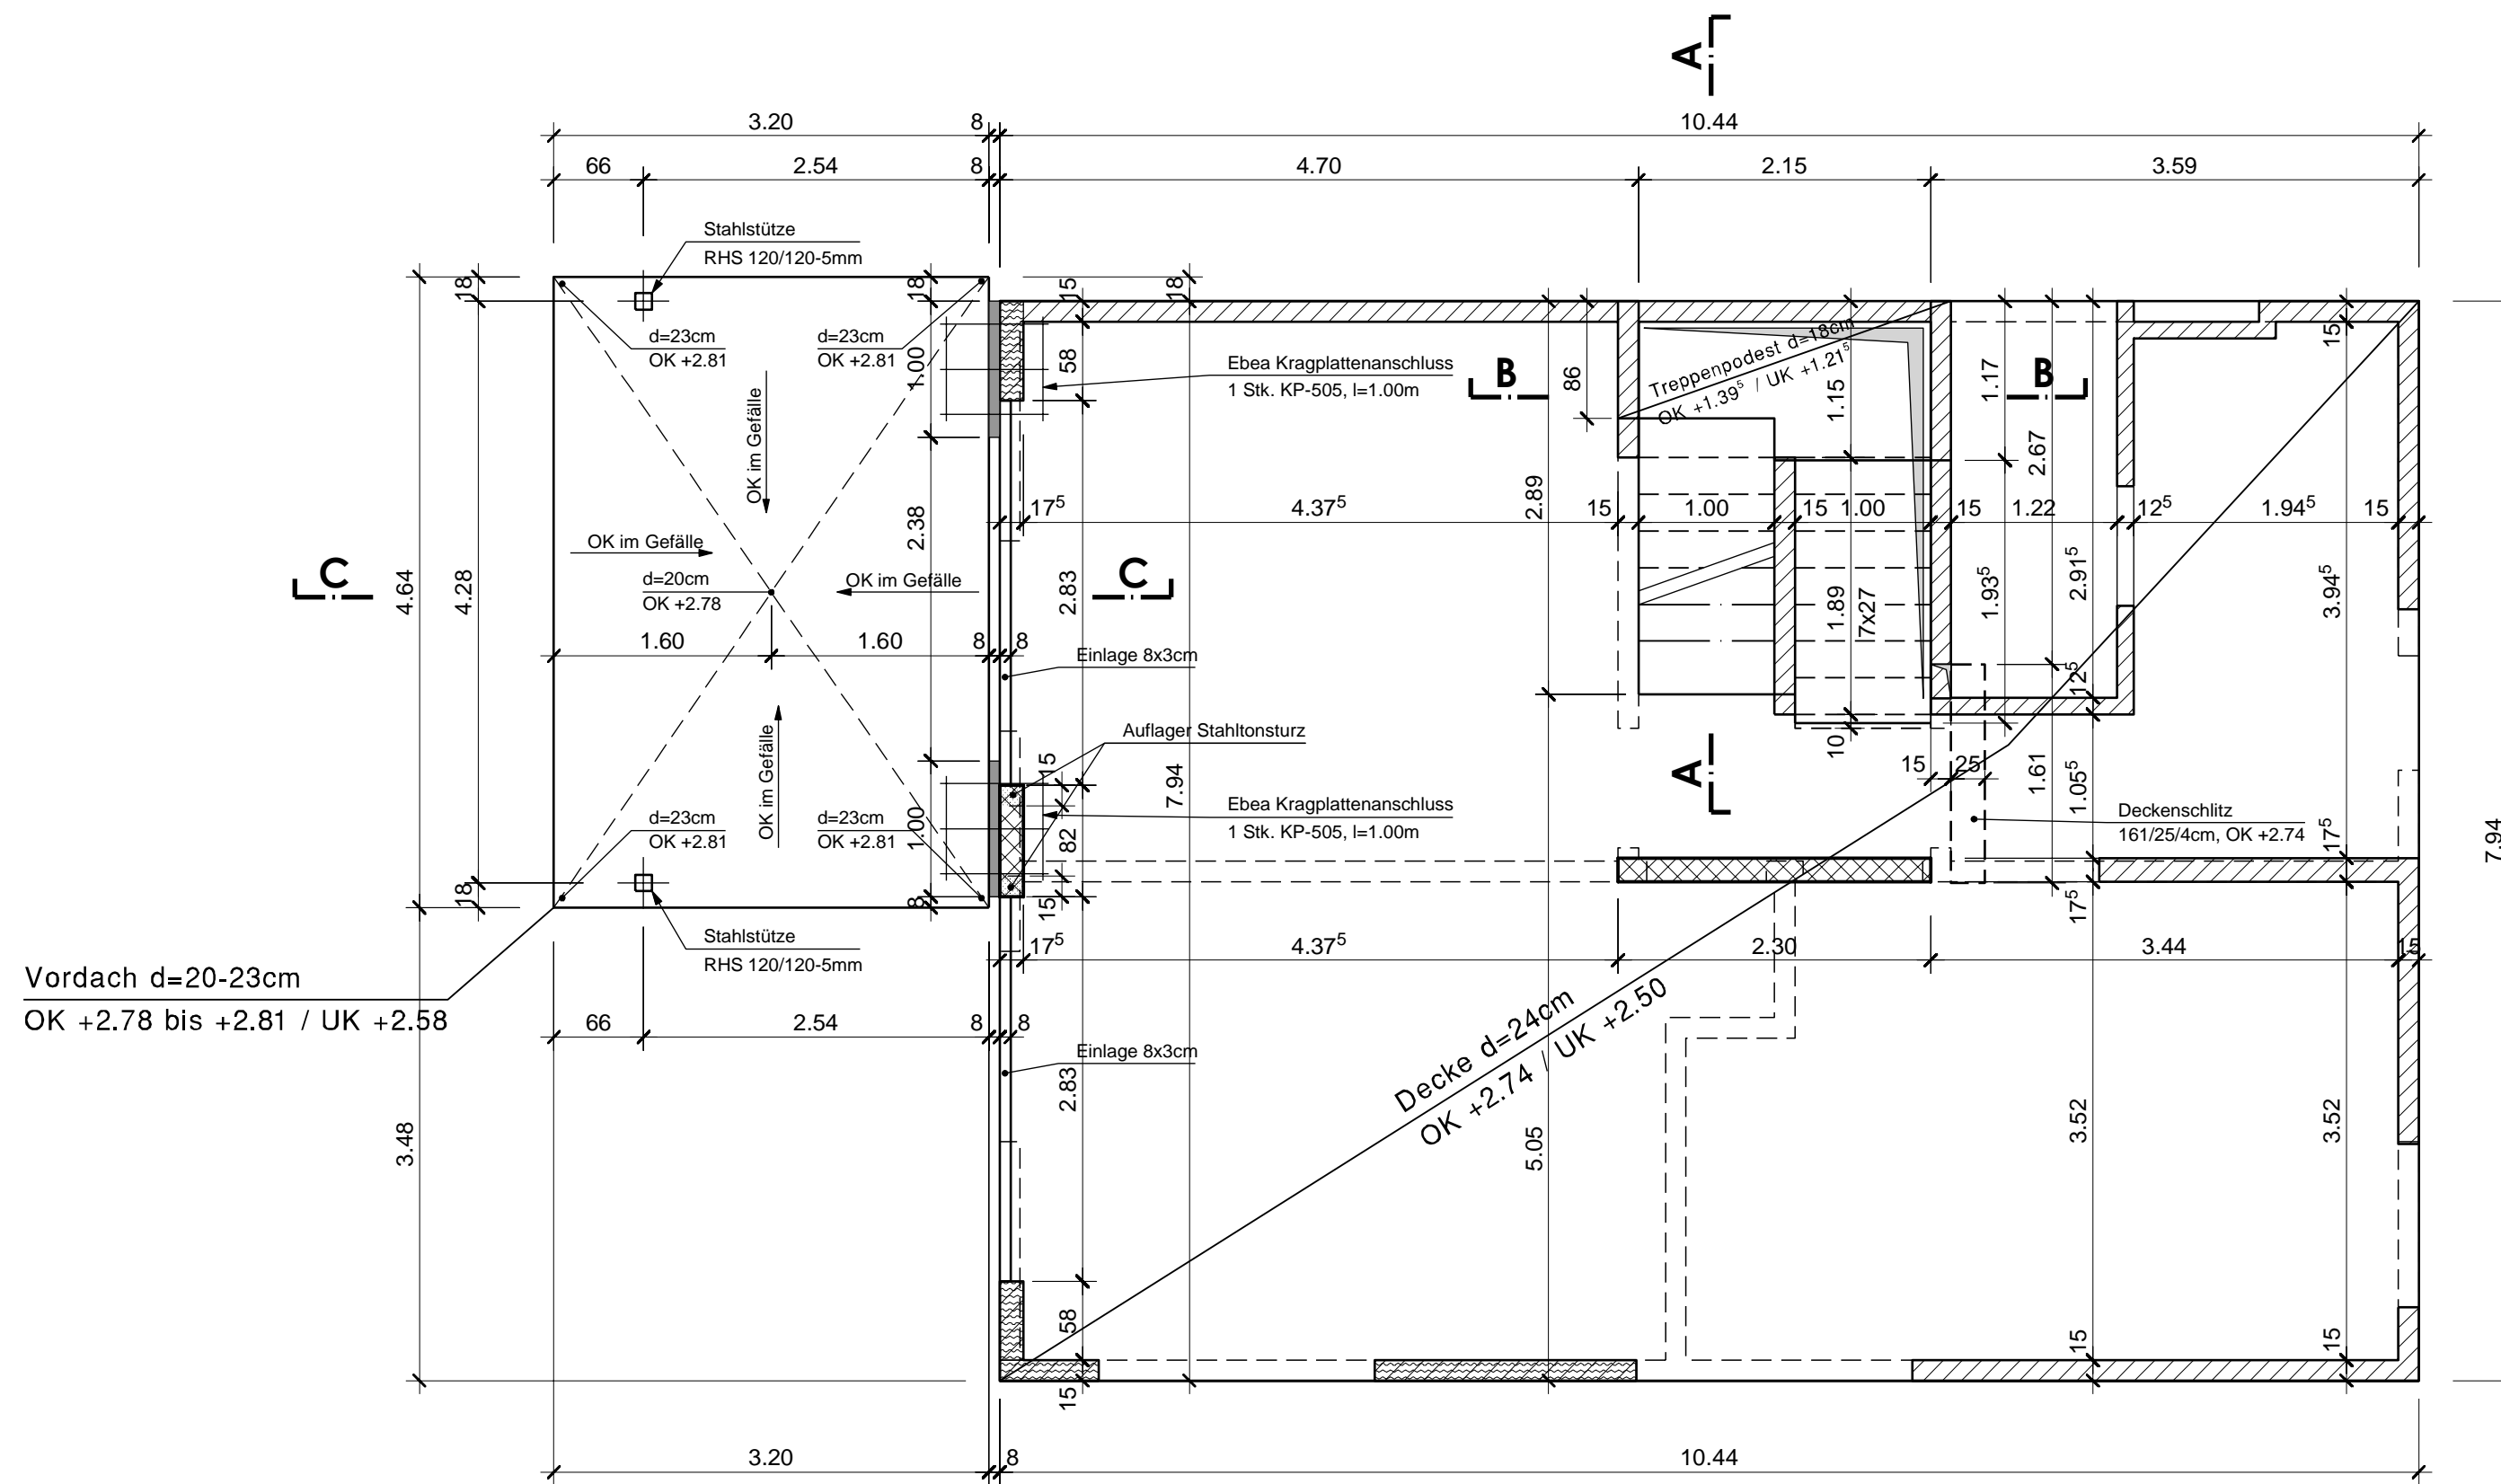 A
3.20
8
10.44
66
2.54
8
4.70
2.15
3.59
Stahlstütze
RHS 120/120-5mm
18
18
15
18
d=23cm
OK +2.81
d=23cm
OK +2.81
1.00
58
Ebea Kragplattenanschluss
1 Stk. KP-505, l=1.00m
B
86
Treppenpodest d=18cm
OK +1.39⁵ / UK +1.21⁵
1.15
1.17
B
15
OK im Gefälle
2.67
2.38
17⁵
4.37⁵
2.89
15
1.00
15
1.00
15
1.22
12⁵
1.94⁵
15
OK im Gefälle
C
4.64
4.28
d=20cm
OK +2.78
OK im Gefälle
2.83
C
1.89
7x27
1.93⁵
2.91⁵
3.94⁵
1.60
1.60
8
8
Einlage 8x3cm
12⁵
OK im Gefälle
Auflager Stahltonsturz
15
7.94
A
10
15
25
1.61
1.05⁵
d=23cm
OK +2.81
d=23cm
OK +2.81
1.00
82
Ebea Kragplattenanschluss
1 Stk. KP-505, l=1.00m
Deckenschlitz
161/25/4cm, OK +2.74
17⁵
7.94
18
8
15
17⁵
Stahlstütze
RHS 120/120-5mm
17⁵
4.37⁵
2.30
3.44
15
Vordach d=20-23cm
OK +2.78 bis +2.81 / UK +2.58
66
2.54
8
8
Einlage 8x3cm
2.83
Decke d=24cm
OK +2.74 / UK +2.50
3.48
5.05
3.52
3.52
58
15
15
15
3.20
8
10.44